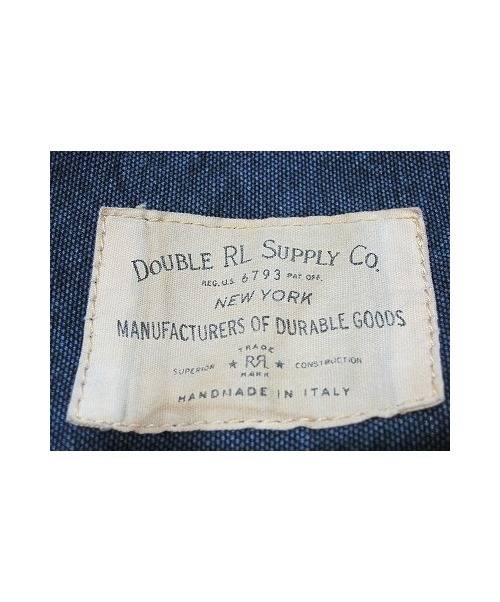 DOUBLE RL SUPPLY CO.
REG. U.S. 6793 PAT. OFF.
NEW YORK
MANUFACTURERS OF DURABLE GOODS
TRADE
SUPERIOR ★ RR ★ CONSTRUCTION
MARK
HANDMADE IN ITALY